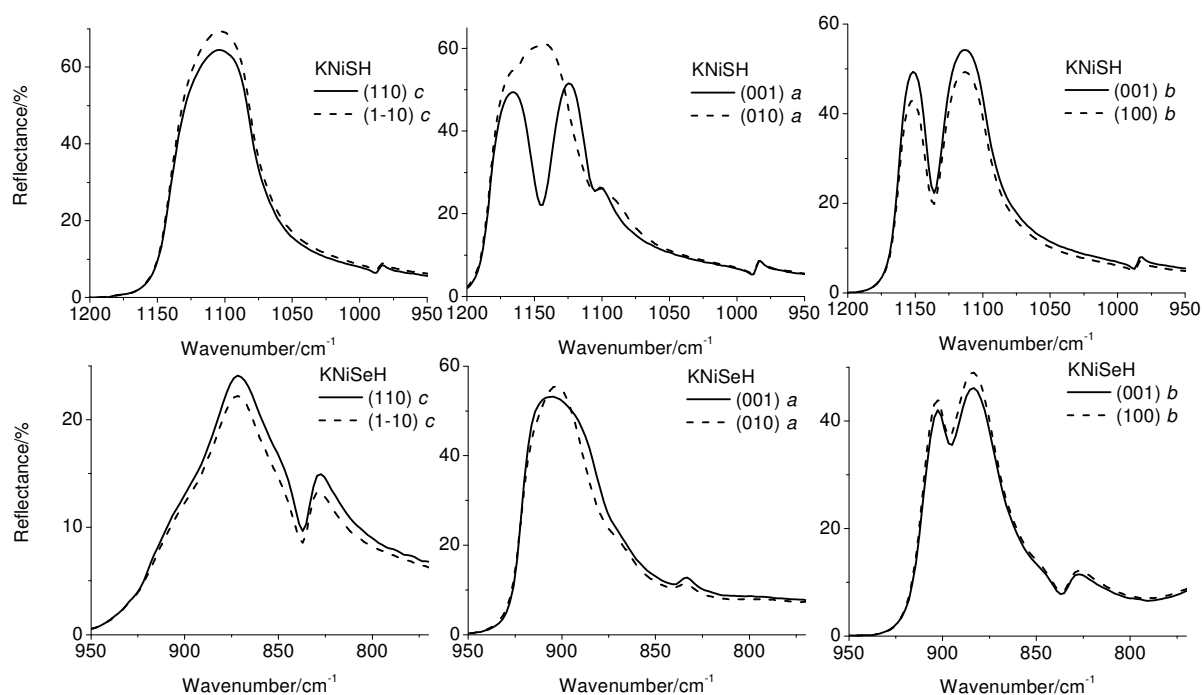 KNiSH
(110) c
(1-10) c
Reflectance/%
60
40
20
0
1200 1150 1100 1050 1000 950
Wavenumber/cm-1
KNiSH
(001) a
(010) a
60
40
20
0
1200 1150 1100 1050 1000 950
Wavenumber/cm-1
KNiSH
(001) b
(100) b
60
40
20
0
1200 1150 1100 1050 1000 950
Wavenumber/cm-1
KNiSeH
(110) c
(1-10) c
Reflectance/%
20
10
0
950 900 850 800
Wavenumber/cm-1
KNiSeH
(001) a
(010) a
60
40
20
0
950 900 850 800
Wavenumber/cm-1
KNiSeH
(001) b
(100) b
40
20
0
950 900 850 800
Wavenumber/cm-1